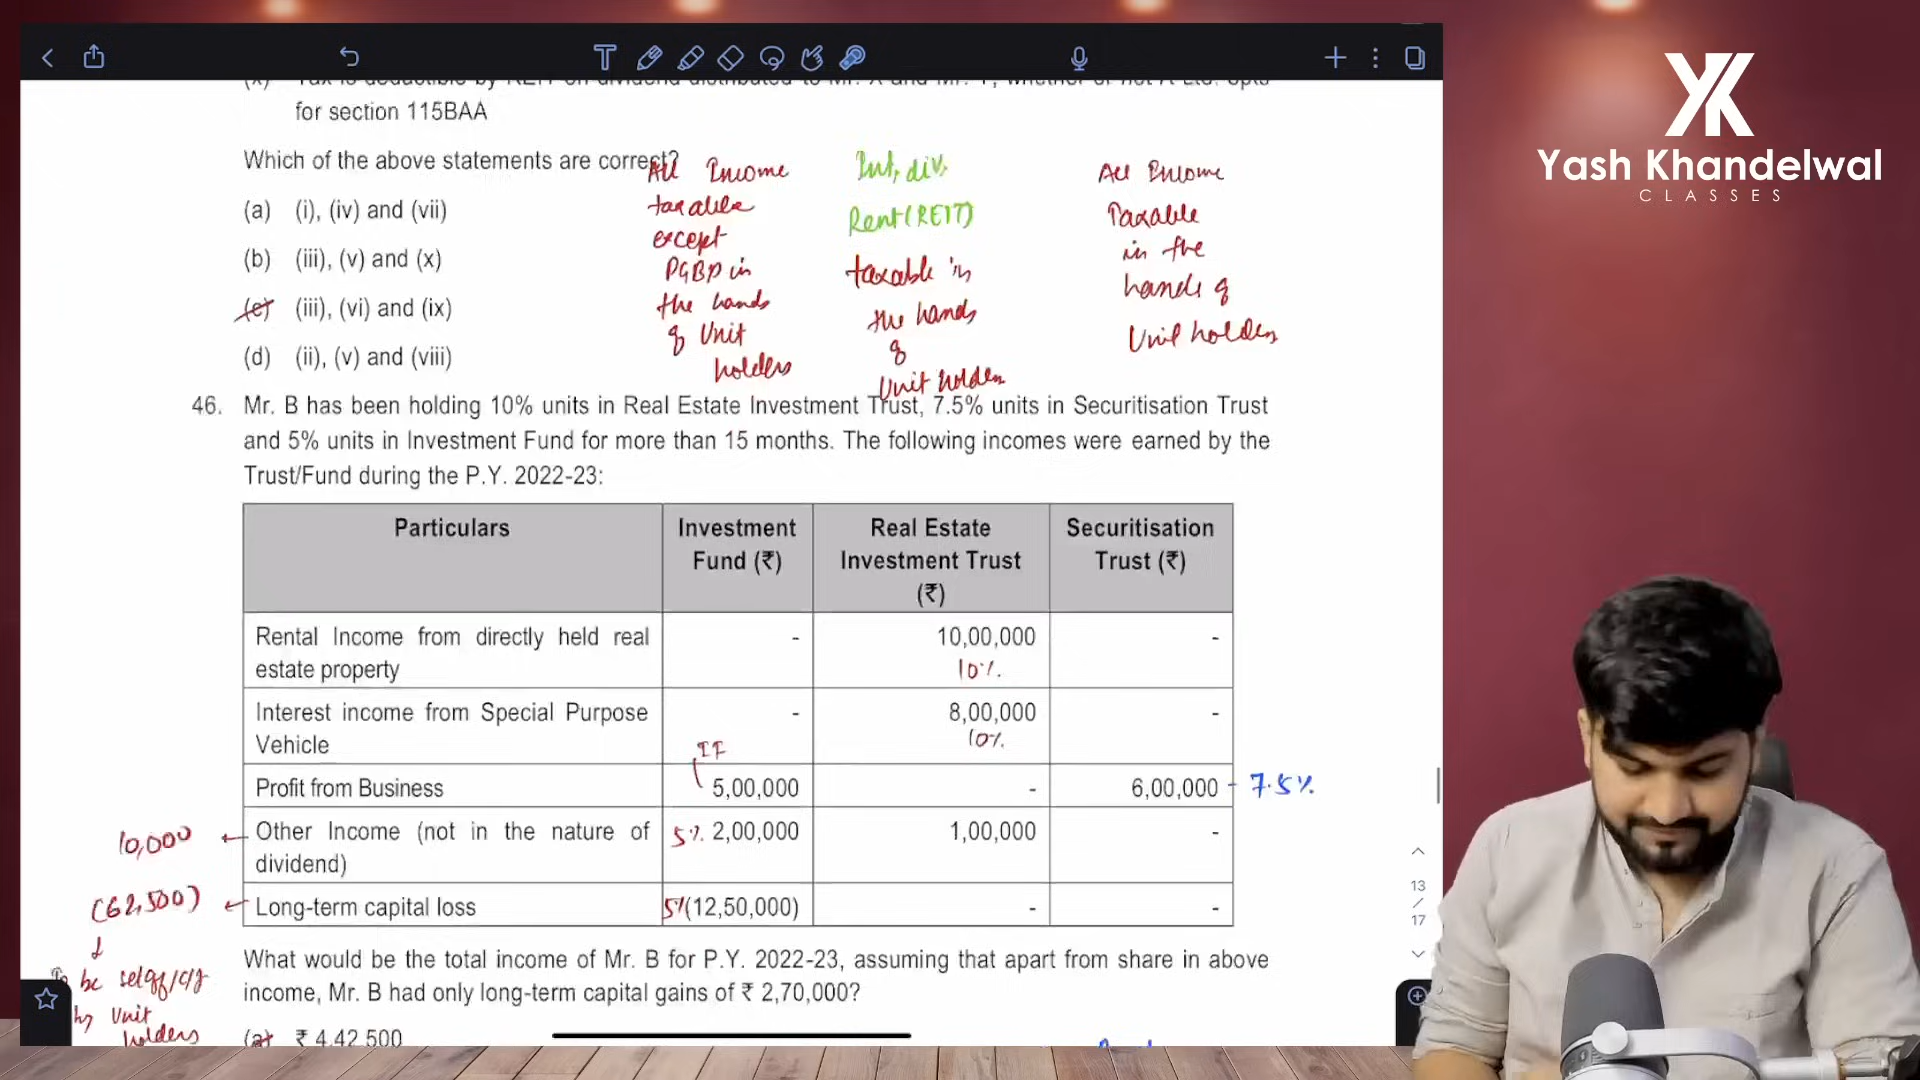 for section 115BAA
Which of the above statements are correct?
(a) (i), (iv) and (vii)
(b) (iii), (v) and (x)
(c) (iii), (vi) and (ix)
(d) (ii), (v) and (viii)
All Income
taxable
except
PGBP in
the hands
of Unit
holders
Int, div,
Rent (REIT)
taxable in
the hands
of
Unit holders
All Income
Taxable
in the
hands of
Unit holders
46. Mr. B has been holding 10% units in Real Estate Investment Trust, 7.5% units in Securitisation Trust
and 5% units in Investment Fund for more than 15 months. The following incomes were earned by the
Trust/Fund during the P.Y. 2022-23:
Particulars Investment Fund (₹) Real Estate Investment Trust (₹) Securitisation Trust (₹)
Rental Income from directly held real estate property - 10,00,000 -
10%
Interest income from Special Purpose Vehicle - 8,00,000 -
10%
IF
Profit from Business 5,00,000 - 6,00,000 - 7.5%
10,000 ← Other Income (not in the nature of dividend) 5% 2,00,000 1,00,000 -
(62,500) ← Long-term capital loss 5% (12,50,000) - -
be set off/c/f
by Unit
holders
What would be the total income of Mr. B for P.Y. 2022-23, assuming that apart from share in above
income, Mr. B had only long-term capital gains of ₹ 2,70,000?
(a) ₹ 4,42,500
13
/
17
YK
Yash Khandelwal
CLASSES